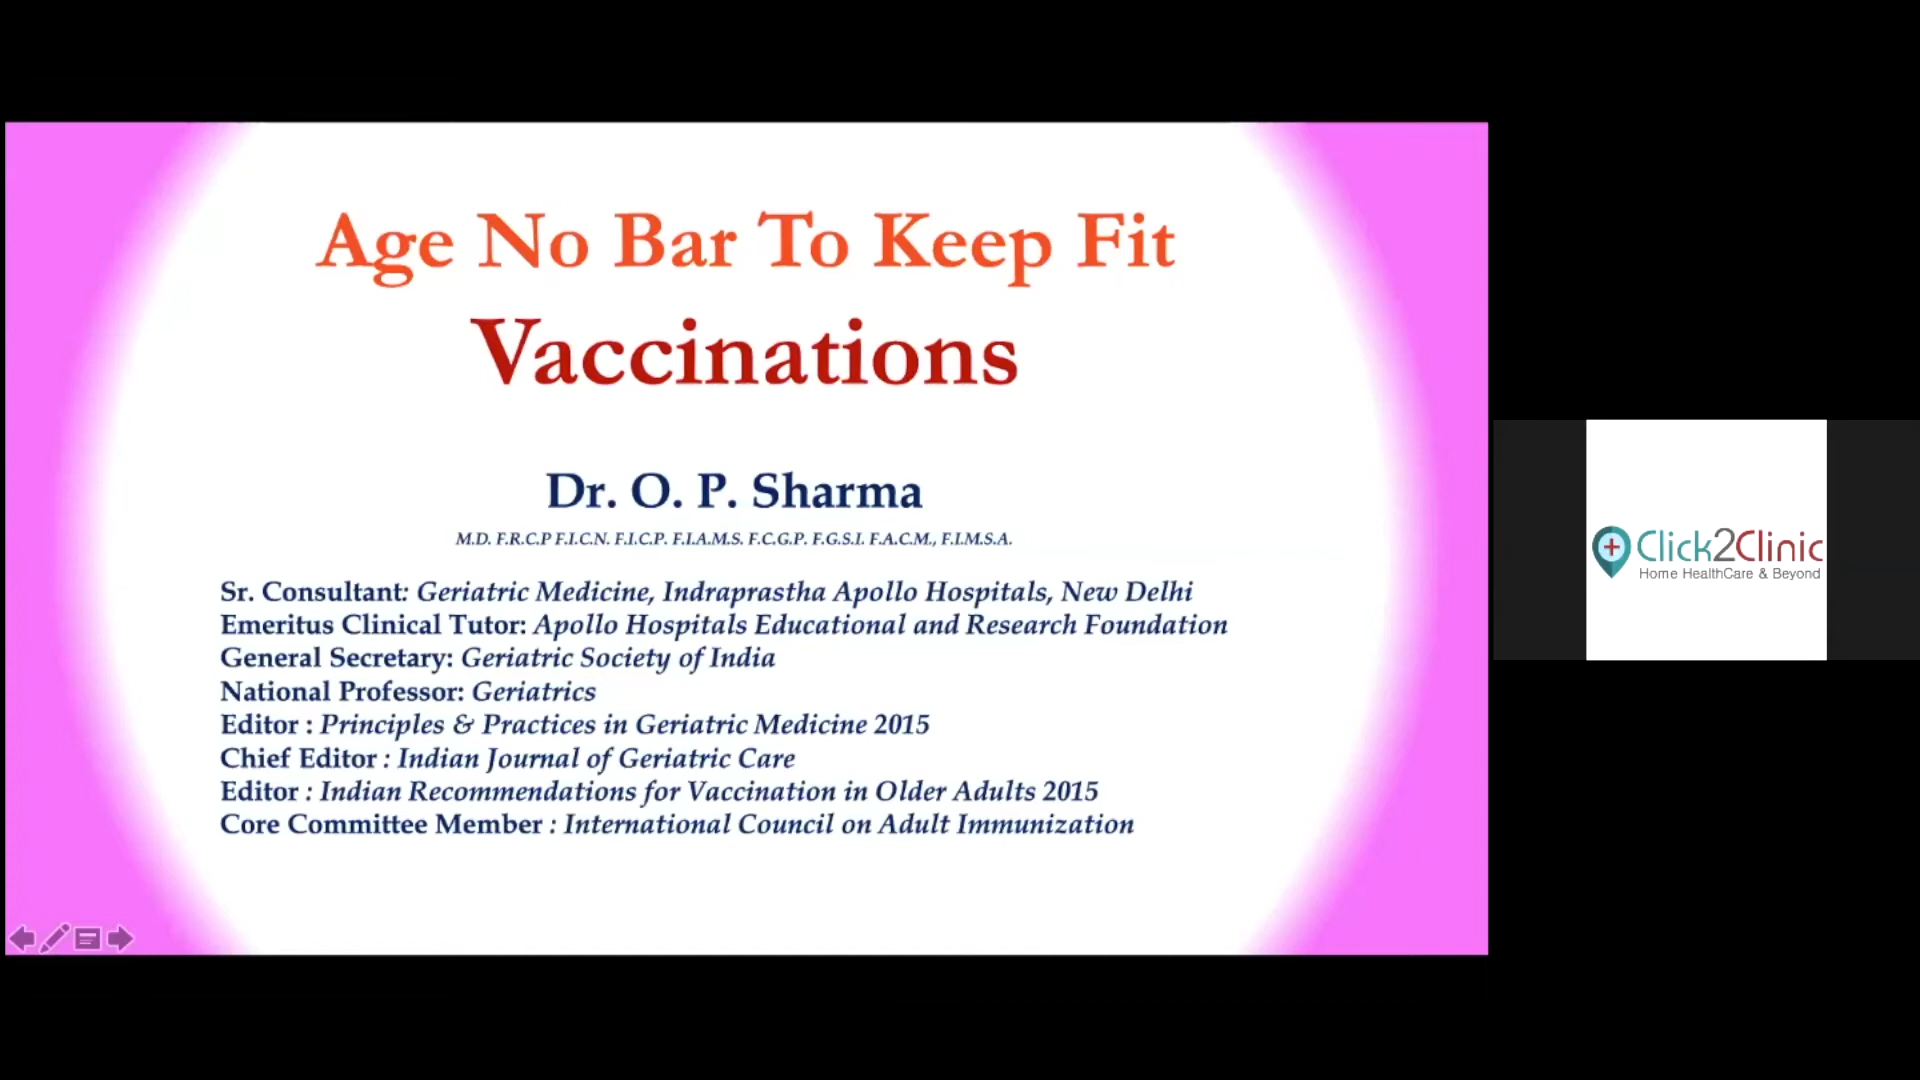 Age No Bar To Keep Fit
Vaccinations
Dr. O. P. Sharma
M.D. F.R.C.P F.I.C.N. F.I.C.P. F.I.A.M.S. F.C.G.P. F.G.S.I. F.A.C.M., F.I.M.S.A.
Sr. Consultant: Geriatric Medicine, Indraprastha Apollo Hospitals, New Delhi
Emeritus Clinical Tutor: Apollo Hospitals Educational and Research Foundation
General Secretary: Geriatric Society of India
National Professor: Geriatrics
Editor : Principles & Practices in Geriatric Medicine 2015
Chief Editor : Indian Journal of Geriatric Care
Editor : Indian Recommendations for Vaccination in Older Adults 2015
Core Committee Member : International Council on Adult Immunization
Click2Clinic
Home HealthCare & Beyond